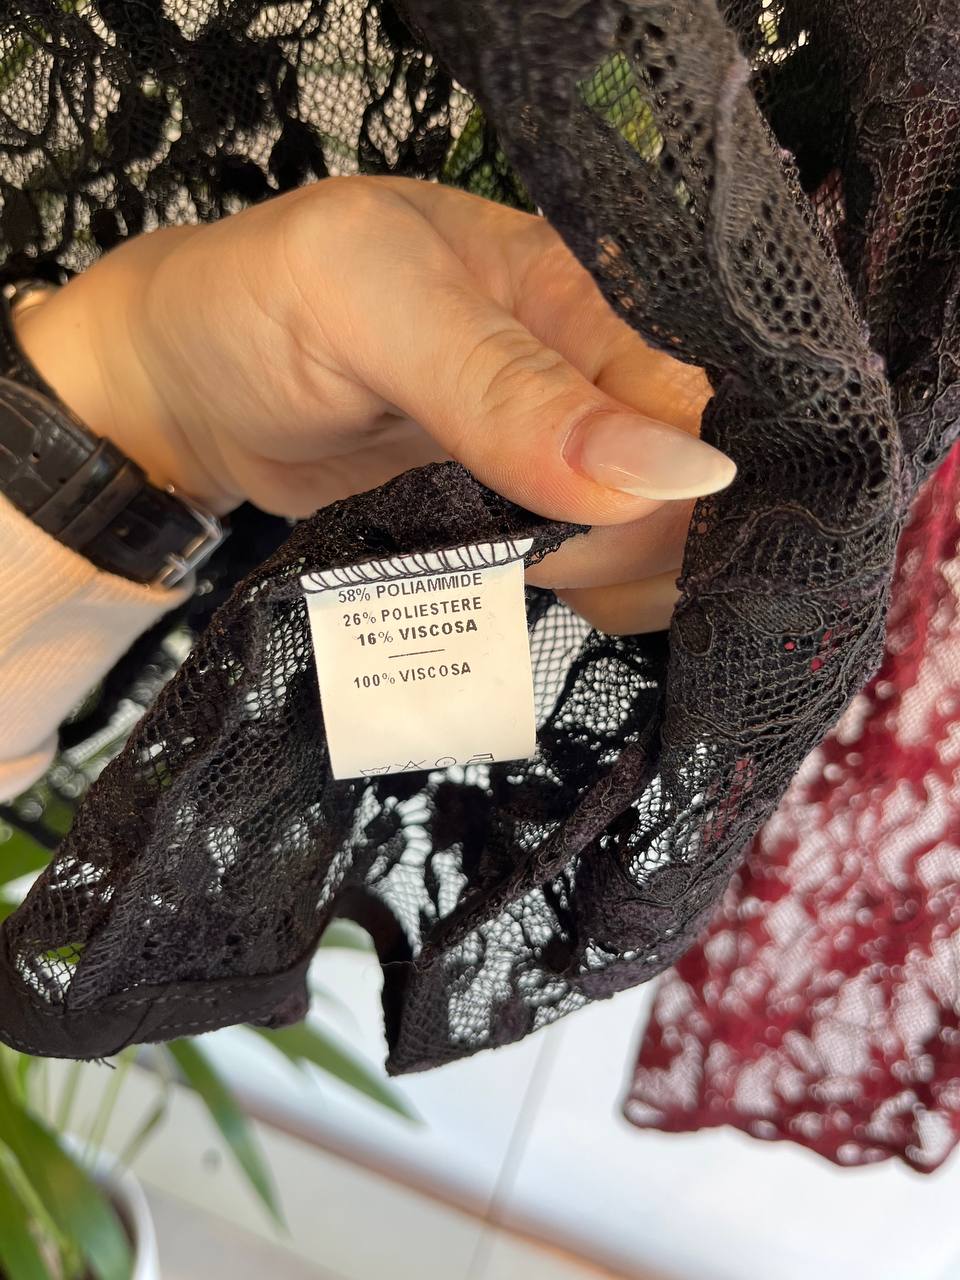 58% POLIAMMIDE
26% POLIESTERE
16% VISCOSA
100% VISCOSA